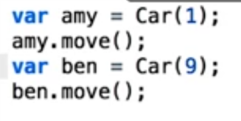 var amy = Car(1);
amy.move();
var ben = Car(9);
ben.move();